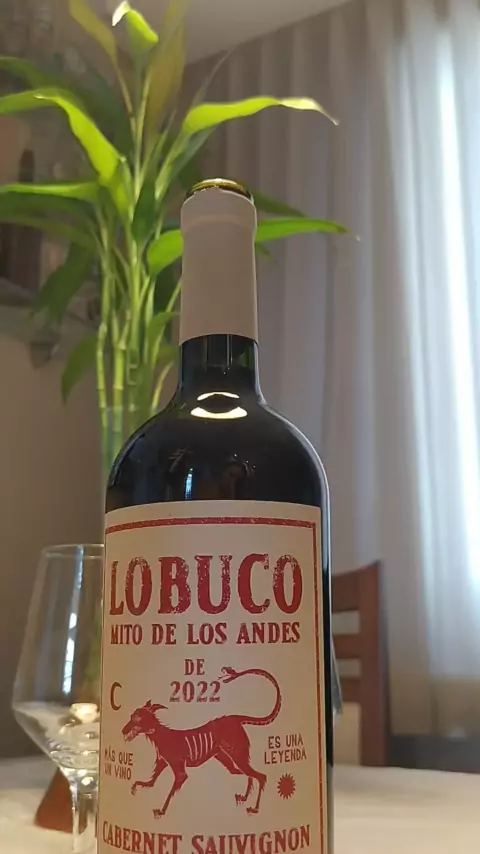 LOBUCO
MITO DE LOS ANDES
DE
2022
C
MÁS QUE
UN VINO
ES UNA
LEYENDA
CABERNET SAUVIGNON